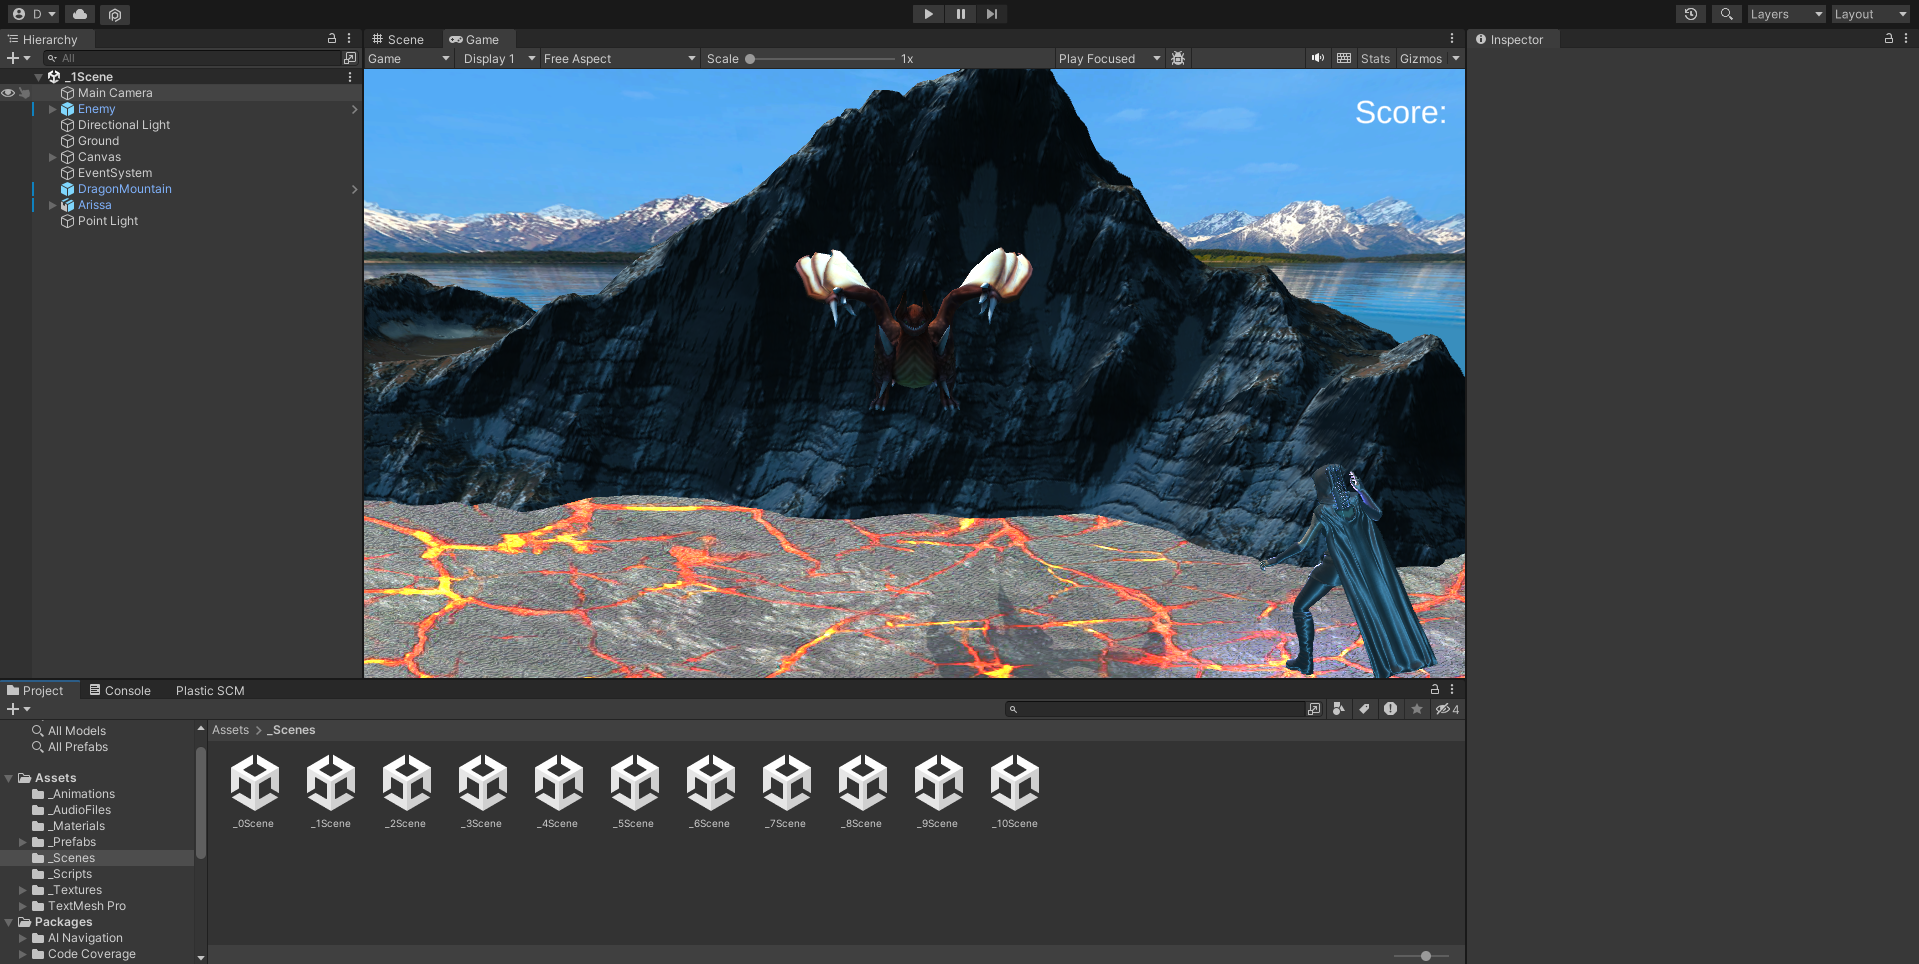 D
Layers
Layout
Hierarchy
Scene
Game
Inspector
All
Game
Display 1
Free Aspect
Scale
1x
Play Focused
Stats
Gizmos
_1Scene
Main Camera
Enemy
Directional Light
Ground
Canvas
EventSystem
DragonMountain
Arissa
Point Light
Score:
Project
Console
Plastic SCM
4
All Models
All Prefabs
Assets
_Animations
_AudioFiles
_Materials
_Prefabs
_Scenes
_Scripts
_Textures
TextMesh Pro
Packages
AI Navigation
Code Coverage
Assets > _Scenes
_0Scene
_1Scene
_2Scene
_3Scene
_4Scene
_5Scene
_6Scene
_7Scene
_8Scene
_9Scene
_10Scene